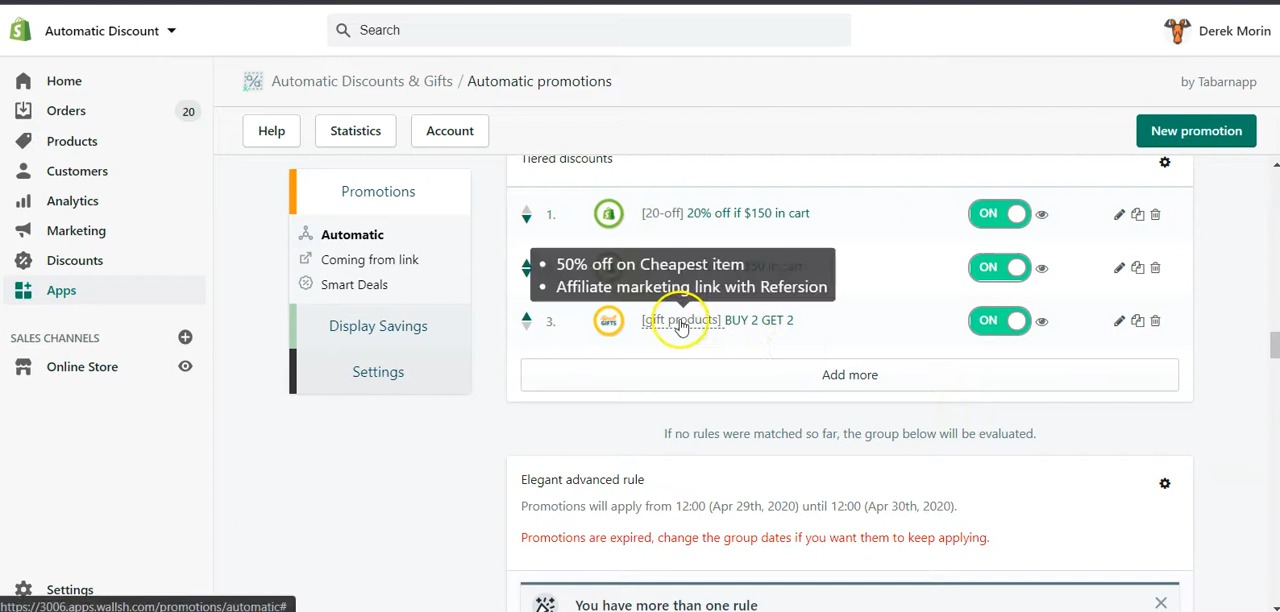 Automatic Discount
Search
Derek Morin
Home
Automatic Discounts & Gifts / Automatic promotions
by Tabarnapp
Orders
20
Products
Help
Statistics
Account
New promotion
Customers
Analytics
Marketing
Discounts
Apps
SALES CHANNELS
Online Store
Settings
https://3006.apps.wallsh.com/promotions/automatic#
Promotions
Automatic
Coming from link
Smart Deals
Display Savings
Settings
Tiered discounts
1.
[20-off] 20% off if $150 in cart
ON
50% off on Cheapest item
Affiliate marketing link with Refersion
ON
3.
GIFTS
[gift products] BUY 2 GET 2
ON
Add more
If no rules were matched so far, the group below will be evaluated.
Elegant advanced rule
Promotions will apply from 12:00 (Apr 29th, 2020) until 12:00 (Apr 30th, 2020).
Promotions are expired, change the group dates if you want them to keep applying.
You have more than one rule